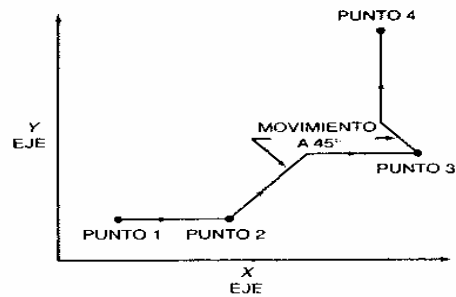 PUNTO 4
Y
EJE
MOVIMIENTO
A 45°
PUNTO 3
PUNTO 1
PUNTO 2
X
EJE